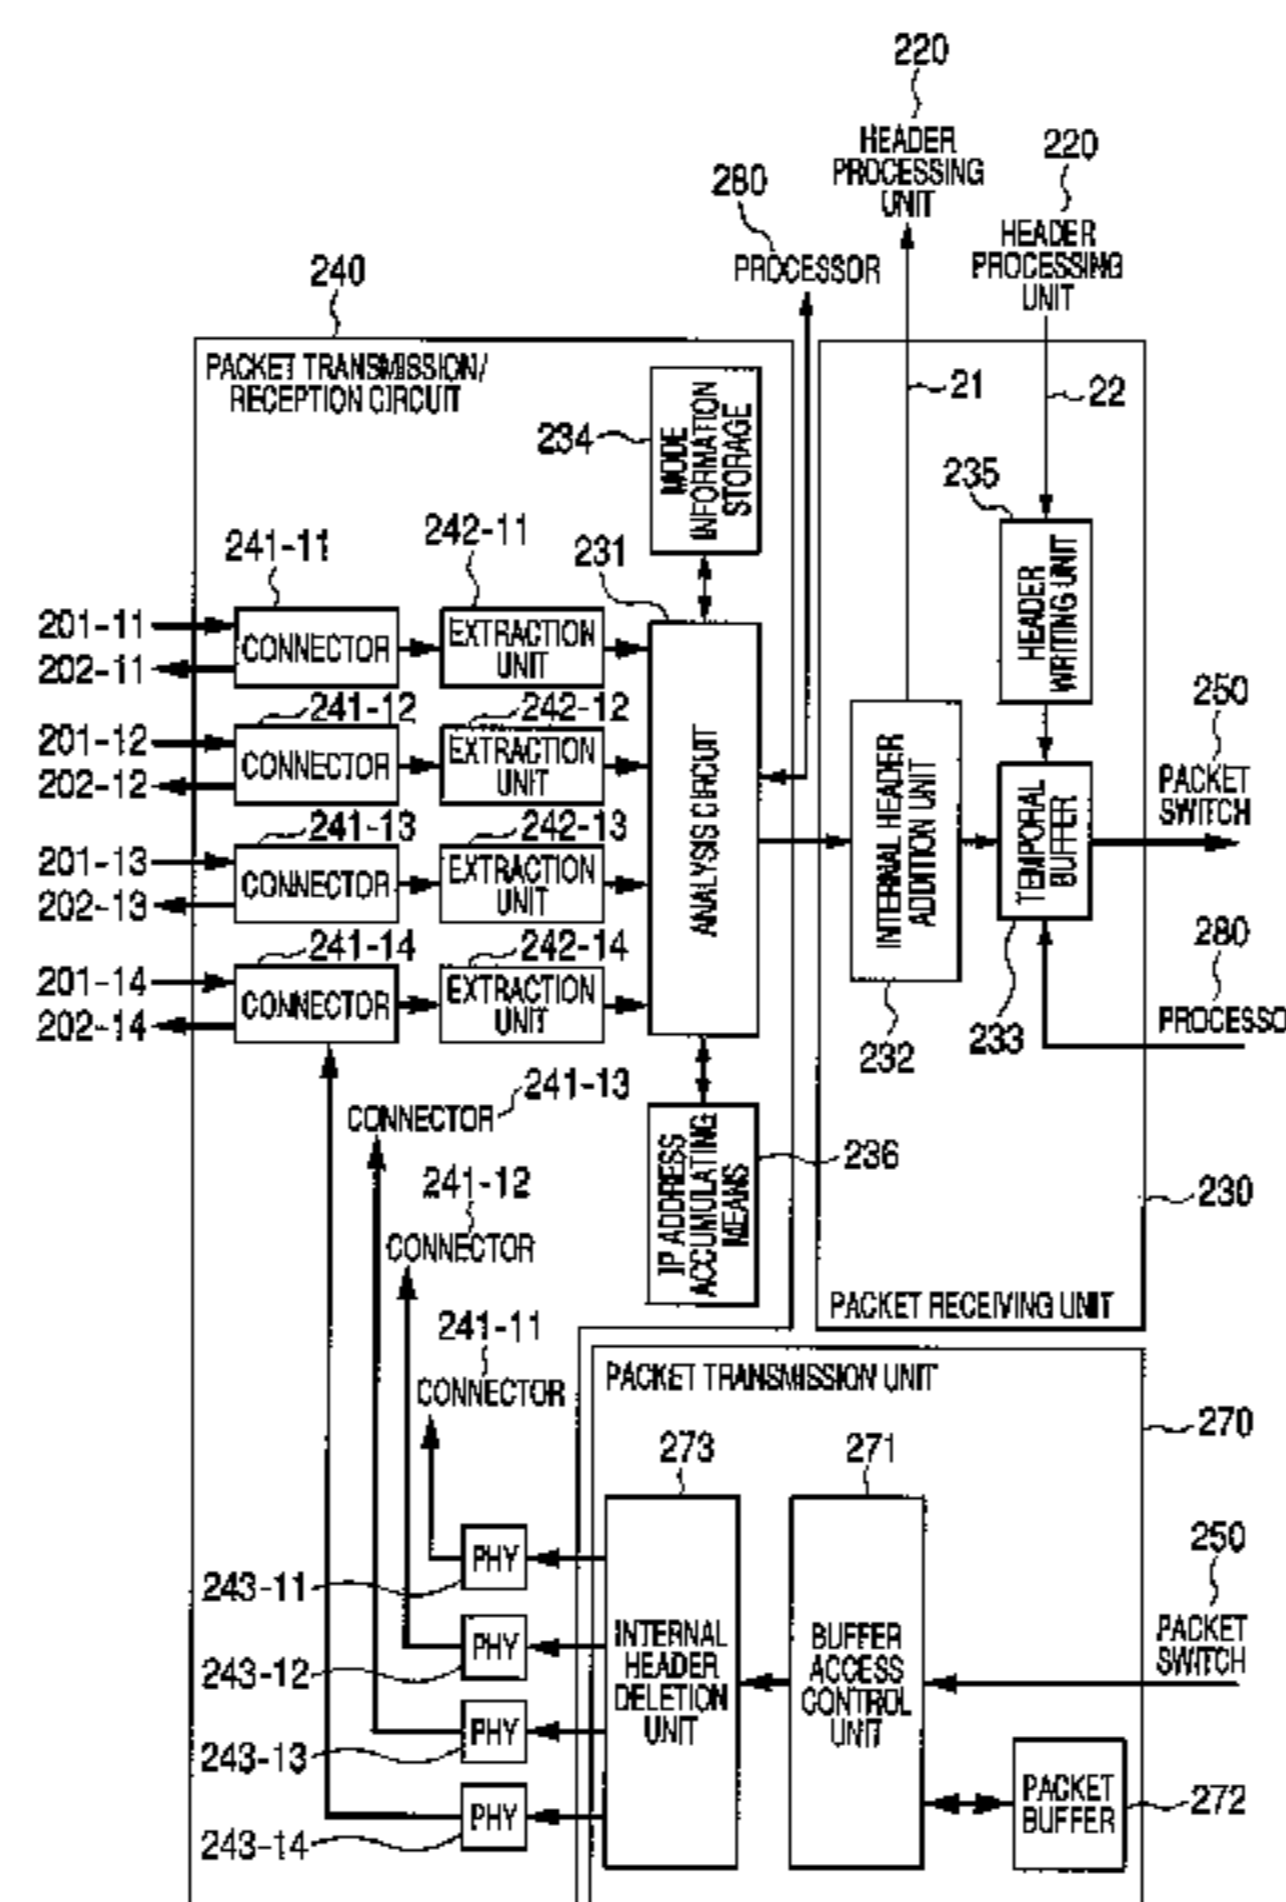 220
HEADER
PROCESSING
UNIT
220
HEADER
PROCESSING
UNIT
280
PROCESSOR
240
PACKET TRANSMISSION/
RECEPTION CIRCUIT
21
22
234
MODE
INFORMATION
STORAGE
235
HEADER
WRITING UNIT
241-11
242-11
231
201-11
202-11
CONNECTOR
EXTRACTION
UNIT
241-12
242-12
201-12
202-12
CONNECTOR
EXTRACTION
UNIT
241-13
242-13
201-13
202-13
CONNECTOR
EXTRACTION
UNIT
241-14
242-14
201-14
202-14
CONNECTOR
EXTRACTION
UNIT
ANALYSIS CIRCUIT
INTERNAL HEADER
ADDITION UNIT
232
TEMPORAL
BUFFER
233
250
PACKET
SWITCH
280
PROCESSO
241-13
CONNECTOR
241-12
CONNECTOR
241-11
CONNECTOR
IP ADDRESS
ACCUMULATING
MEANS
236
230
PACKET RECEIVING UNIT
PACKET TRANSMISSION UNIT
270
273
271
243-11
PHY
243-12
PHY
243-13
PHY
243-14
PHY
INTERNAL
HEADER
DELETION
UNIT
BUFFER
ACCESS
CONTROL
UNIT
250
PACKET
SWITCH
PACKET
BUFFER
272